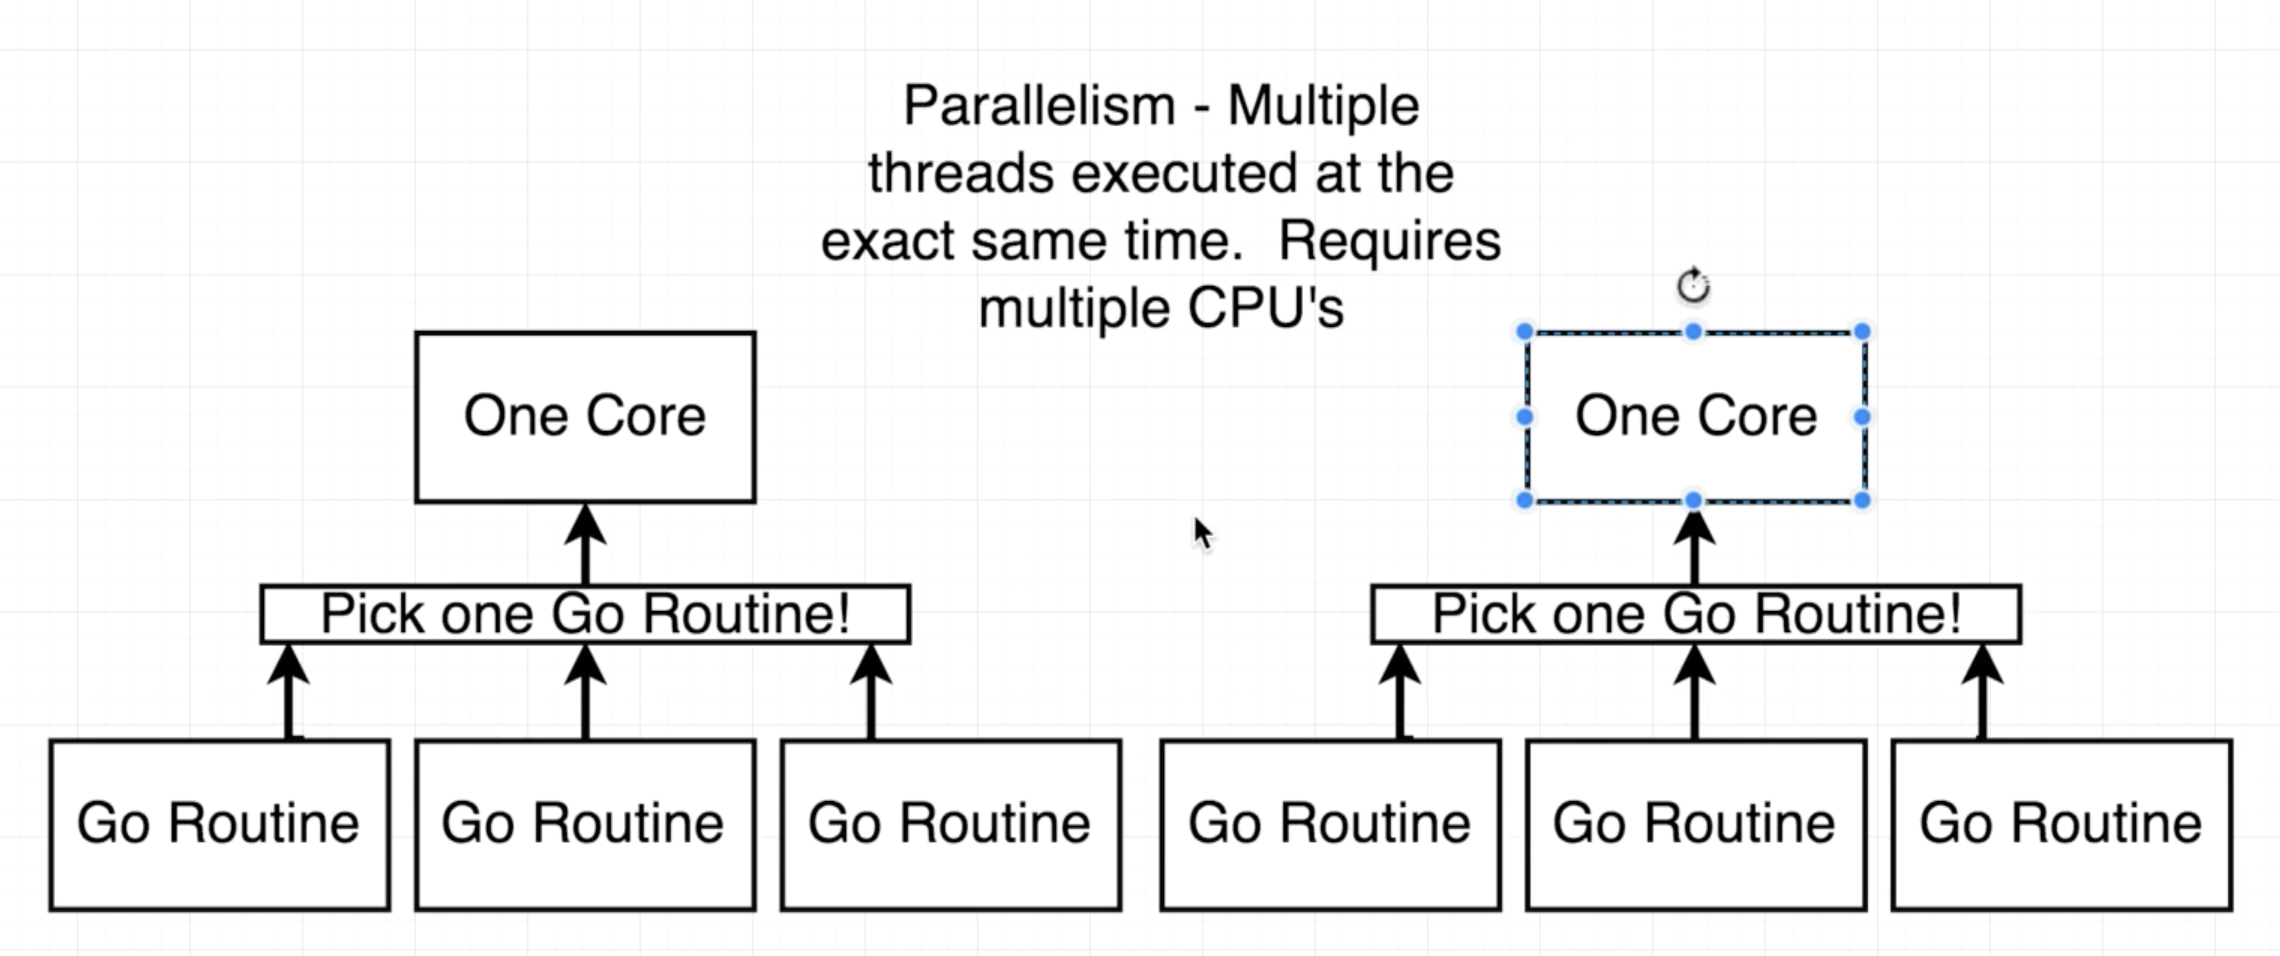 Parallelism - Multiple
threads executed at the
exact same time.  Requires
multiple CPU's
One Core
One Core
Pick one Go Routine!
Pick one Go Routine!
Go Routine
Go Routine
Go Routine
Go Routine
Go Routine
Go Routine